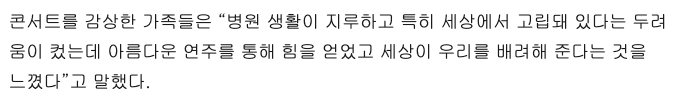 콘서트를 감상한 가족들은 “병원 생활이 지루하고 특히 세상에서 고립돼 있다는 두려
움이 컸는데 아름다운 연주를 통해 힘을 얻었고 세상이 우리를 배려해 준다는 것을
느꼈다”고 말했다.